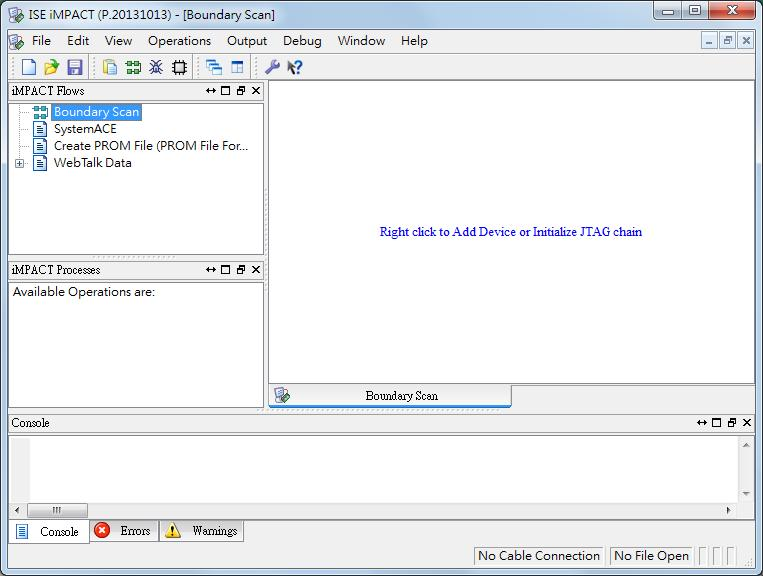 ISE iMPACT (P.20131013) - [Boundary Scan]
File Edit View Operations Output Debug Window Help
iMPACT Flows
Boundary Scan
SystemACE
Create PROM File (PROM File For...
WebTalk Data
Right click to Add Device or Initialize JTAG chain
iMPACT Processes
Available Operations are:
Boundary Scan
Console
Console Errors Warnings
No Cable Connection No File Open